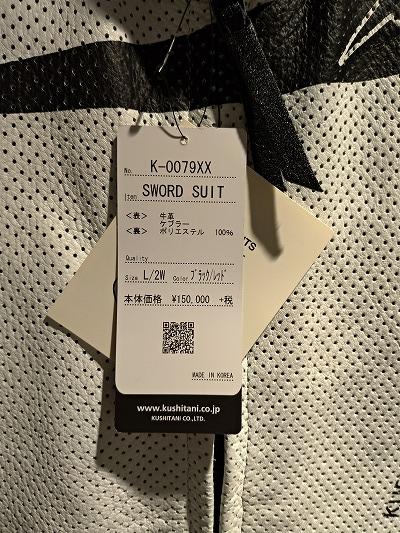 No. K-0079XX
Item SWORD SUIT
<表> 牛革
ケブラー
<裏> ポリエステル 100%
Quality
Size L/2W Color ブラック/レッド
本体価格 ¥150,000 +税
MADE IN KOREA
www.kushitani.co.jp
KUSHITANI CO.,LTD.